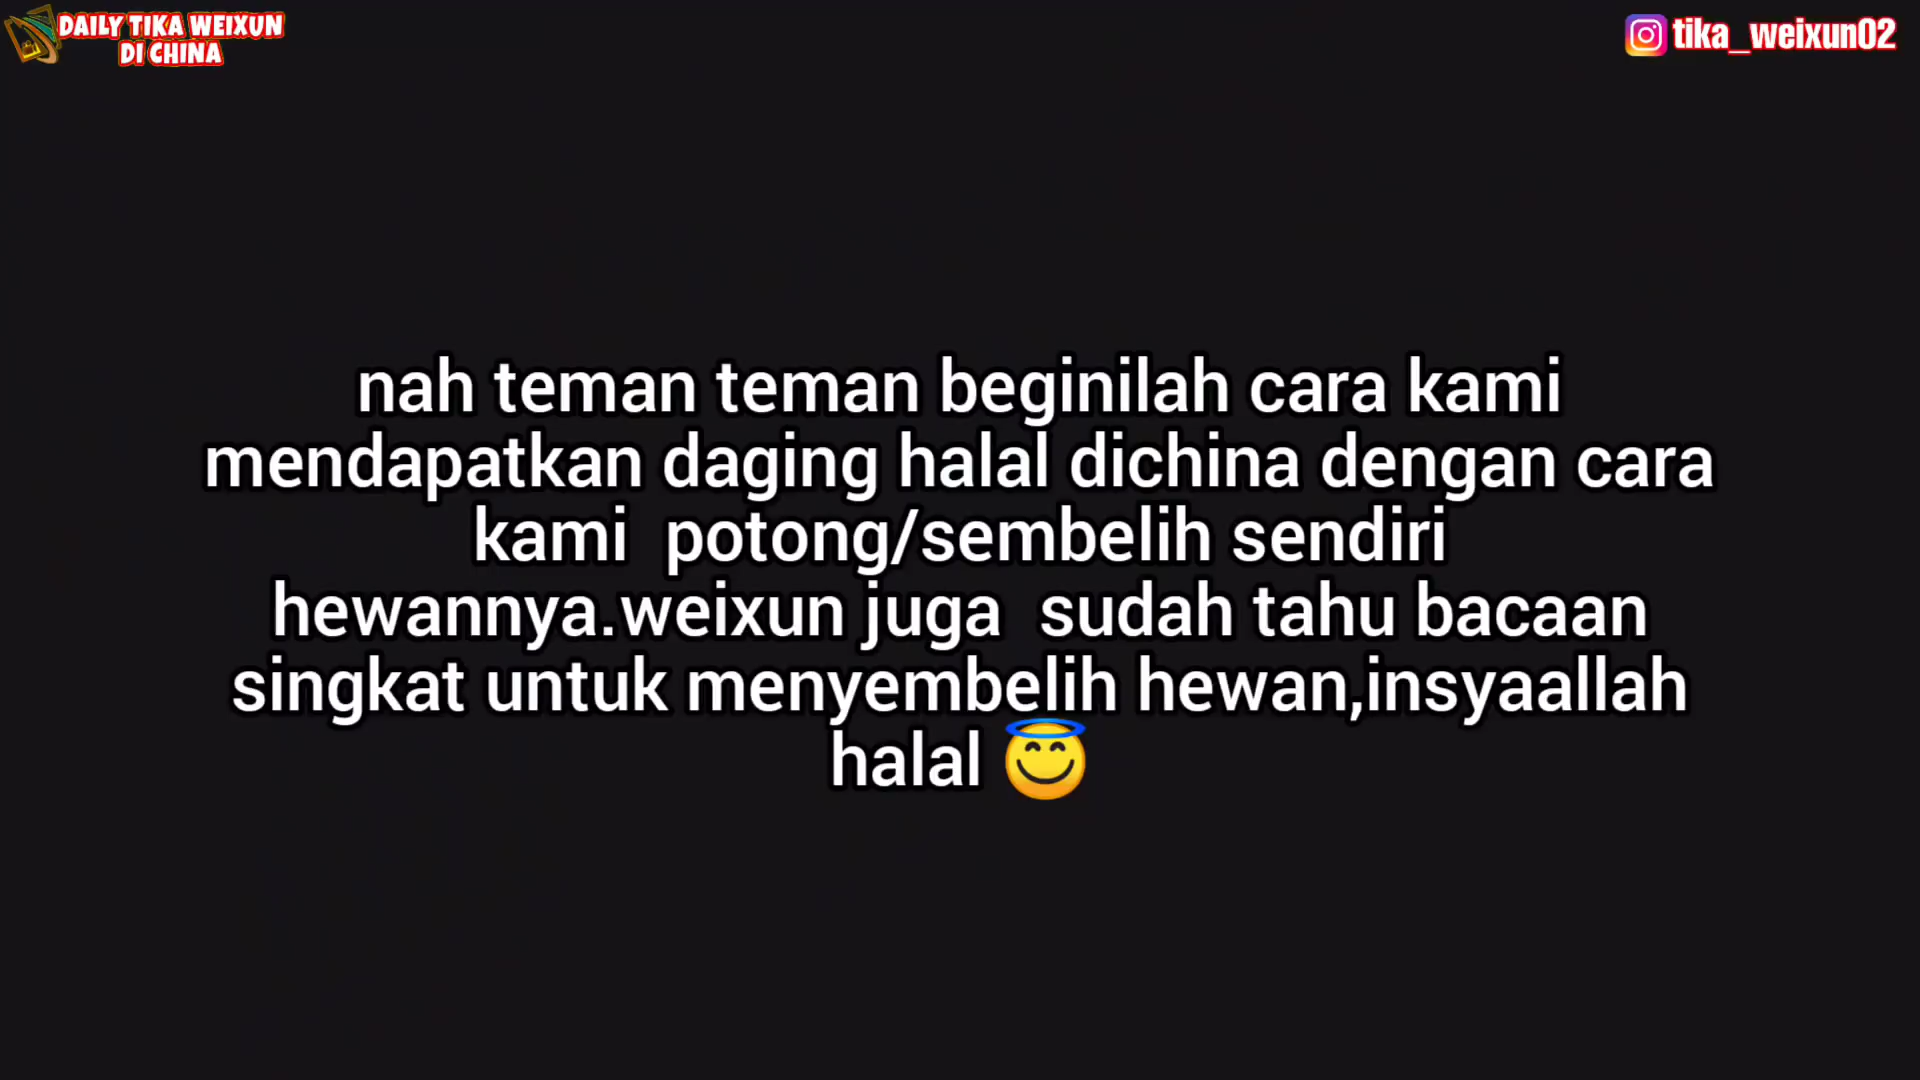 DAILY TIKA WEIXUN
DI CHINA
tika_weixun02
nah teman teman beginilah cara kami
mendapatkan daging halal dichina dengan cara
kami  potong/sembelih sendiri
hewannya.weixun juga  sudah tahu bacaan
singkat untuk menyembelih hewan,insyaallah
halal 😇